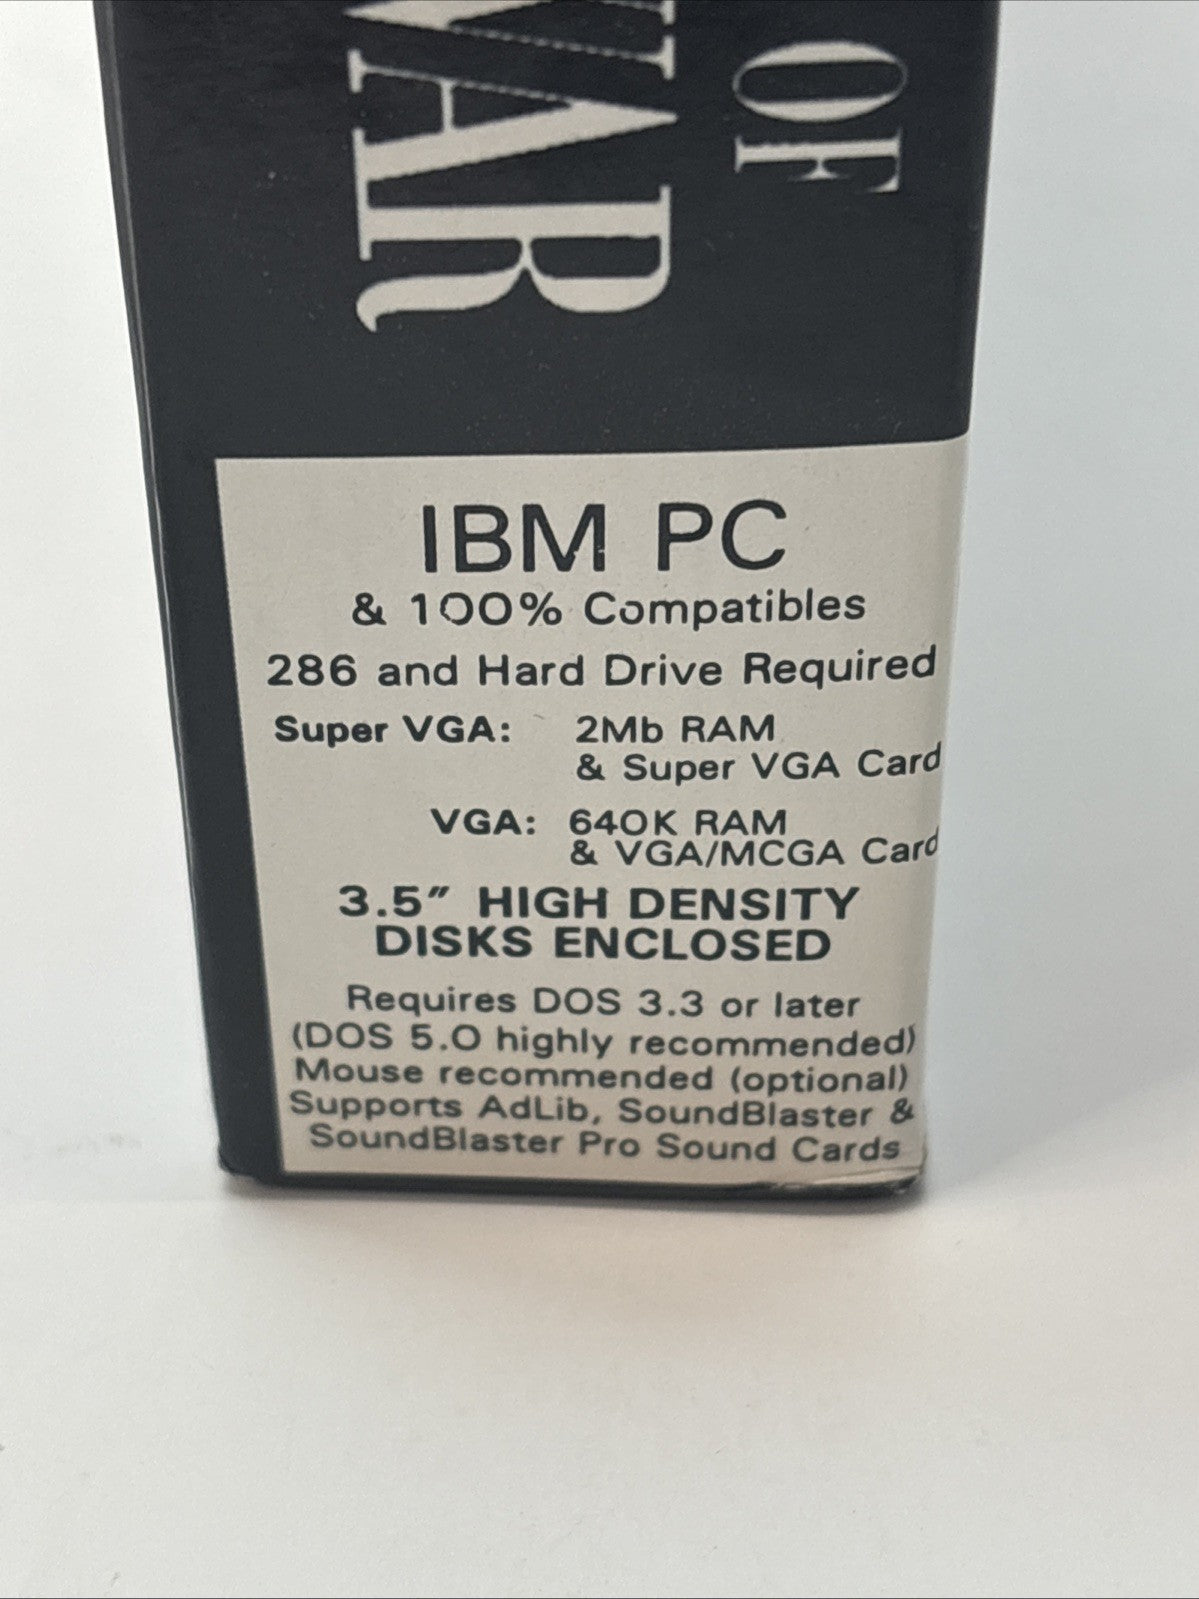 OF
WAR
IBM PC
& 100% Compatibles
286 and Hard Drive Required
Super VGA: 2Mb RAM
& Super VGA Card
VGA: 640K RAM
& VGA/MCGA Card
3.5" HIGH DENSITY
DISKS ENCLOSED
Requires DOS 3.3 or later
(DOS 5.0 highly recommended)
Mouse recommended (optional)
Supports AdLib, SoundBlaster &
SoundBlaster Pro Sound Cards